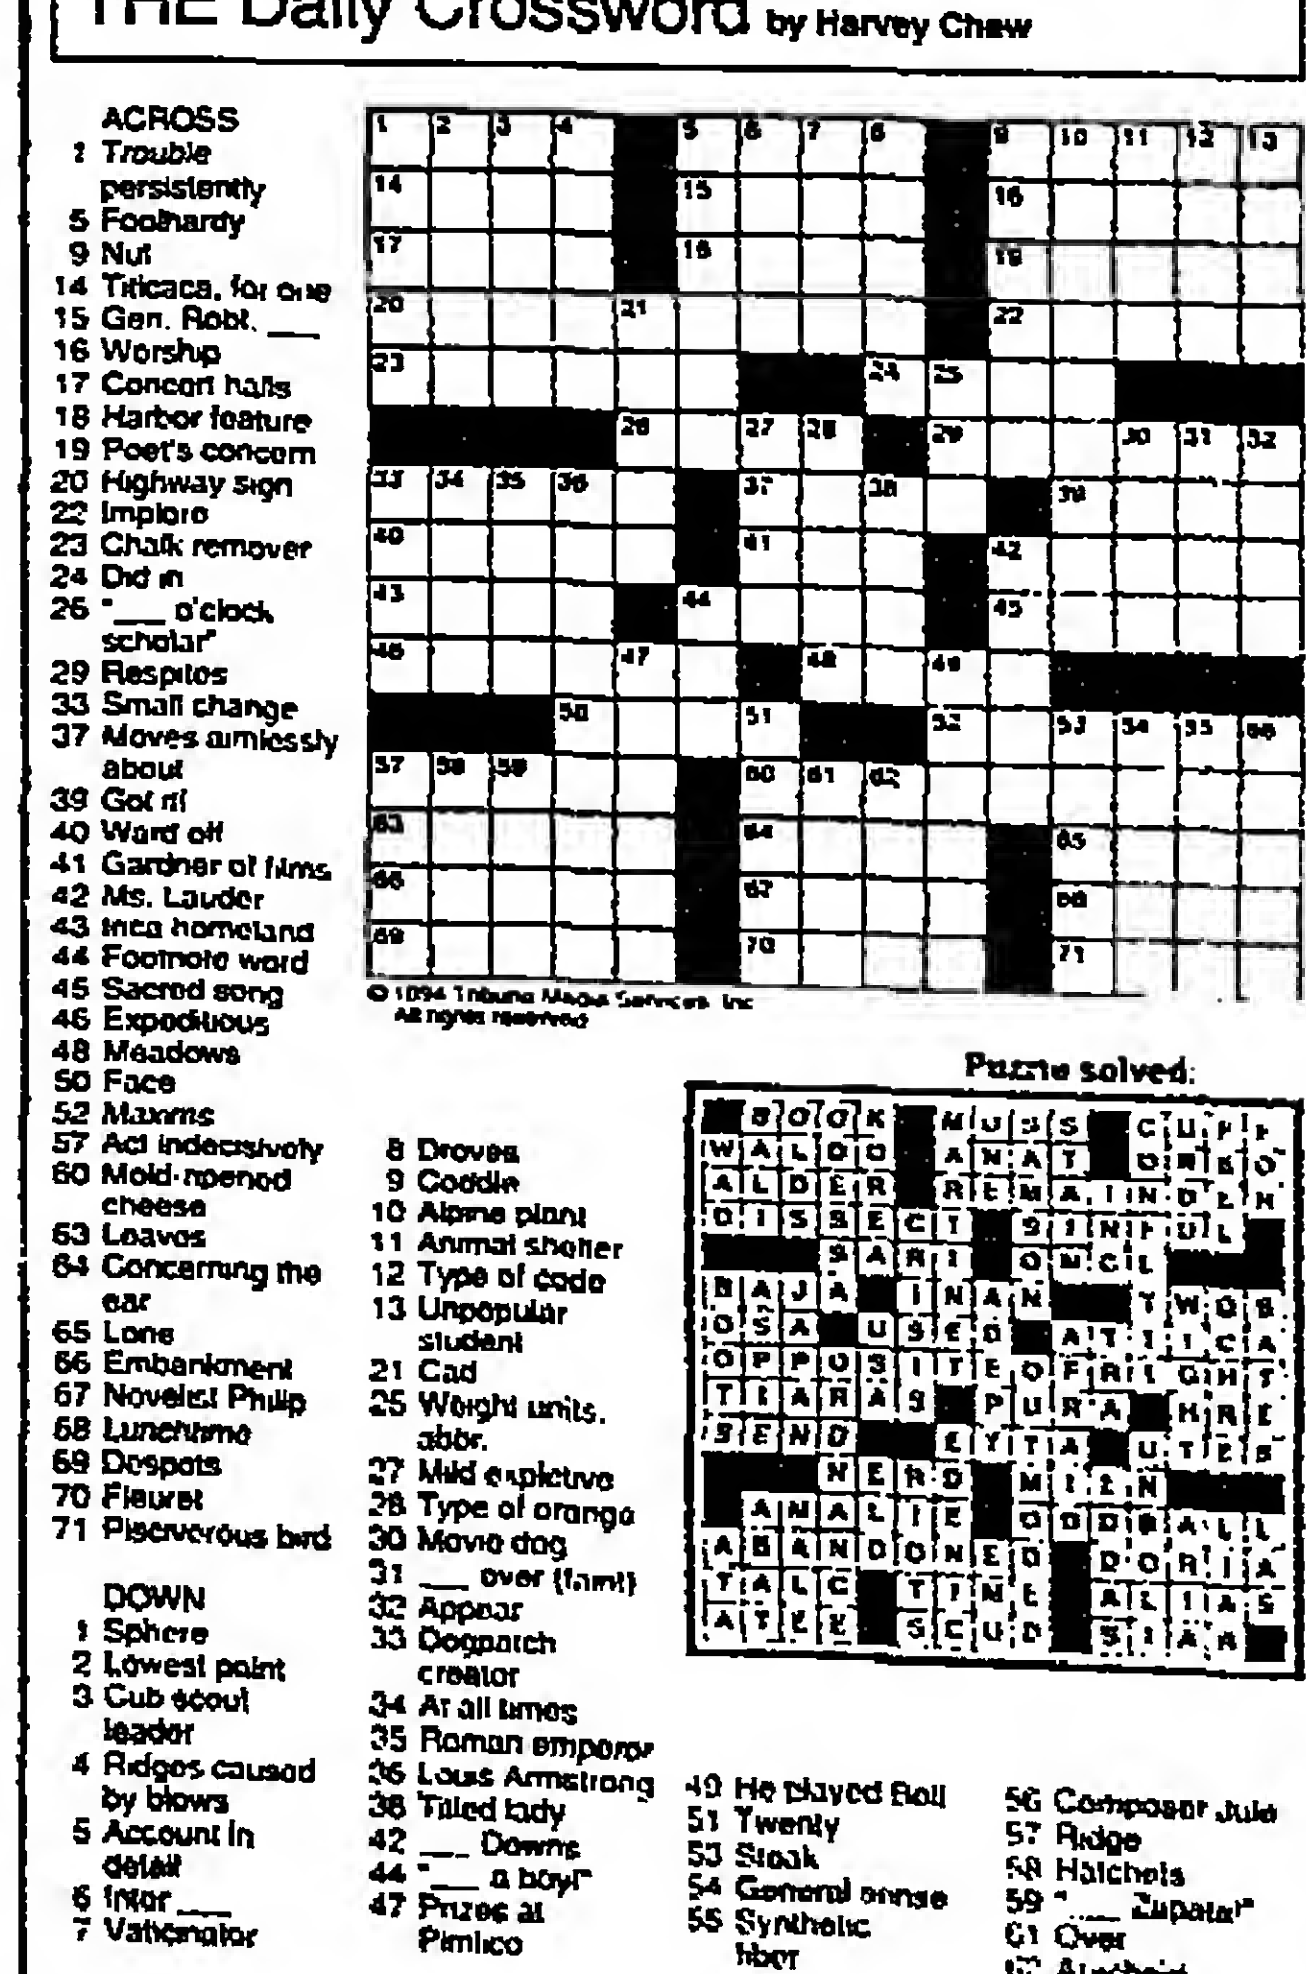 THE Daily Crossword by Harvey Chew
ACROSS
1 Trouble
persistently
5 Foolhardy
9 Nut
14 Titicaca, for one
15 Gen. Robt. ___
16 Worship
17 Concert halls
18 Harbor feature
19 Poet's concern
20 Highway sign
22 Implore
23 Chalk remover
24 Did in
26 "___ o'clock
scholar"
29 Respites
33 Small change
37 Moves aimlessly
about
39 Got it!
40 Ward off
41 Gardner of films
42 Ms. Lauder
43 Inca homeland
44 Footnote word
45 Sacred song
46 Expeditious
48 Meadows
50 Face
52 Maxims
57 Act indecisively
60 Mold-ripened
cheese
63 Leaves
64 Concerning the
ear
65 Lone
66 Embankment
67 Novelist Philip
68 Lunchtime
69 Despots
70 Fleuret
71 Piscivorous bird
DOWN
1 Sphere
2 Lowest point
3 Cub scout
leader
4 Ridges caused
by blows
5 Account in
detail
6 Inter ___
7 Vaticinator
© 1994 Tribune Media Services, Inc.
All rights reserved
8 Droves
9 Coddle
10 Alpine plant
11 Animal shelter
12 Type of code
13 Unpopular
student
21 Cad
25 Weight units,
abbr.
27 Mild expletive
28 Type of orange
30 Movie dog
31 ___ over (faint)
32 Appear
33 Dogpatch
creator
34 At all times
35 Roman emperor
36 Louis Armstrong
38 Titled lady
42 ___ Downs
44 "___ a boy!"
47 Prizes at
Pimlico
Puzzle solved:
49 He played Boll
51 Twenty
53 Steak
54 General sense
55 Synthetic
fiber
56 Composer Jule
57 Ridge
58 Hatchets
59 "___ Zapata!"
61 Over